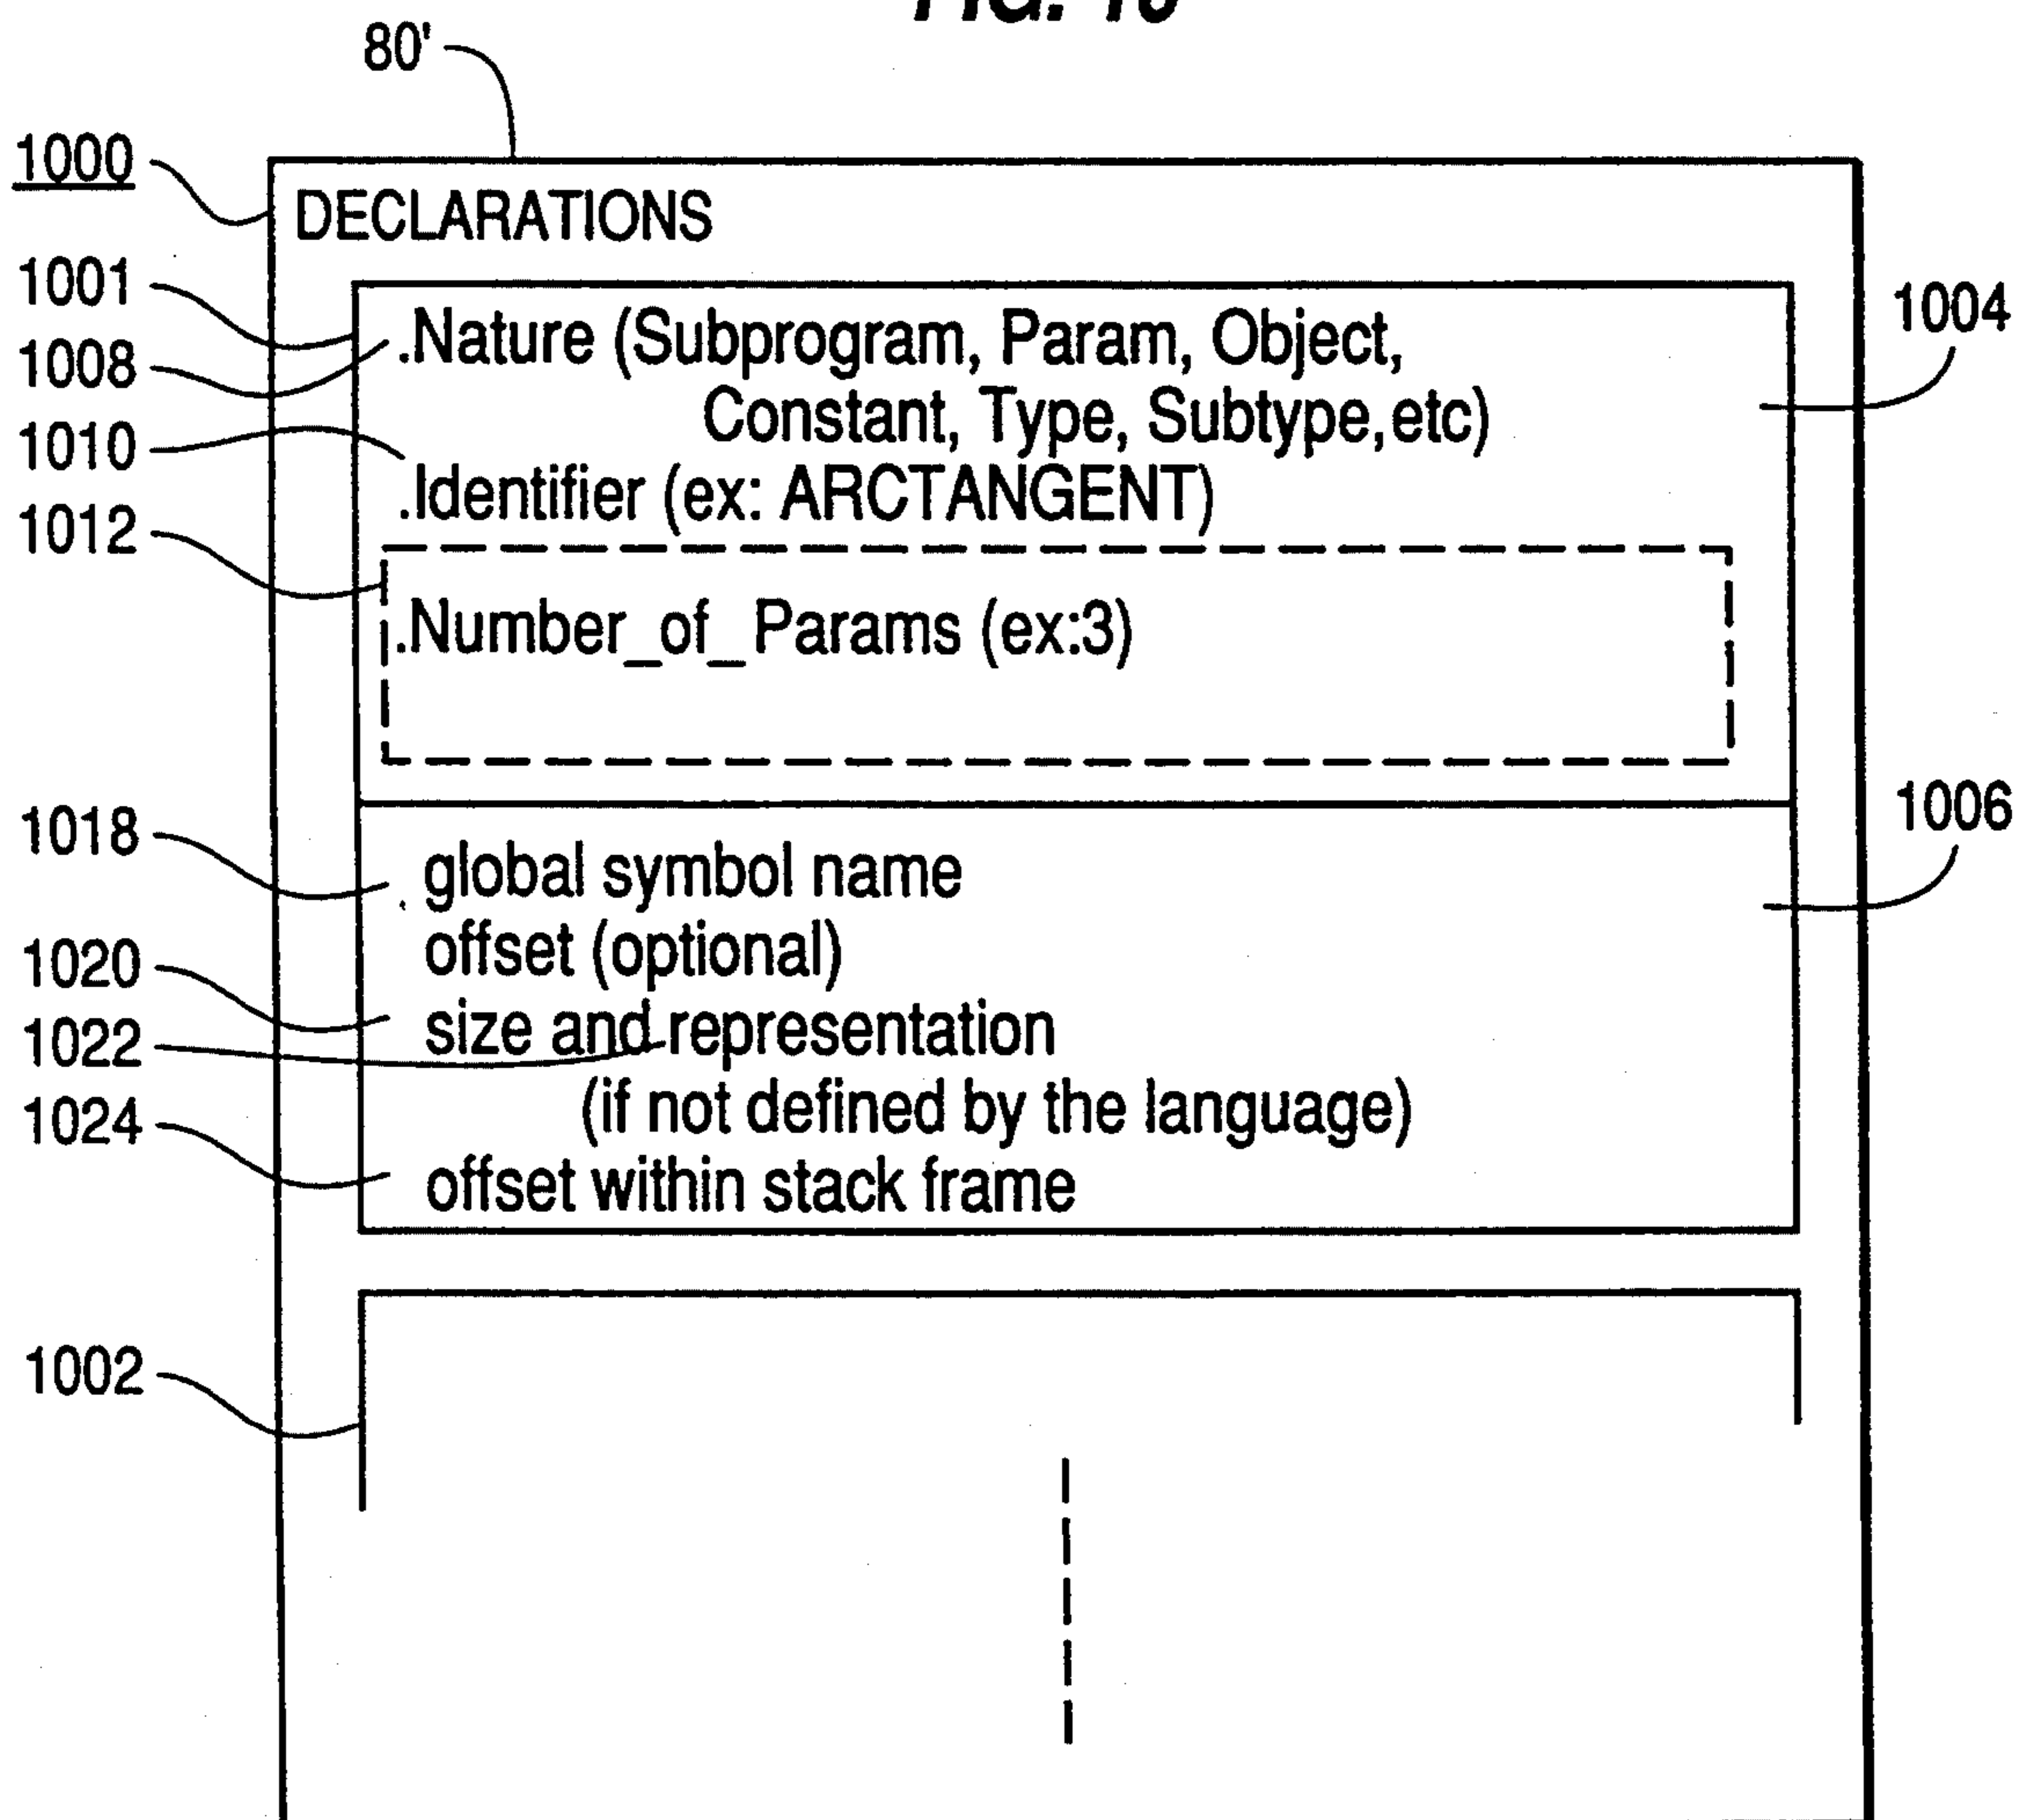 80'
1000
DECLARATIONS
1001
.Nature (Subprogram, Param, Object,
1004
1008
Constant, Type, Subtype,etc)
1010
.Identifier (ex: ARCTANGENT)
1012
.Number_of_Params (ex:3)
1018
global symbol name
1006
offset (optional)
1020
size and representation
1022
(if not defined by the language)
1024
offset within stack frame
1002